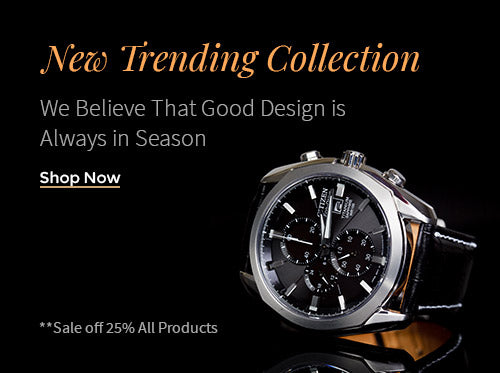 New Trending Collection
We Believe That Good Design is
Always in Season
Shop Now
CITIZEN
**Sale off 25% All Products